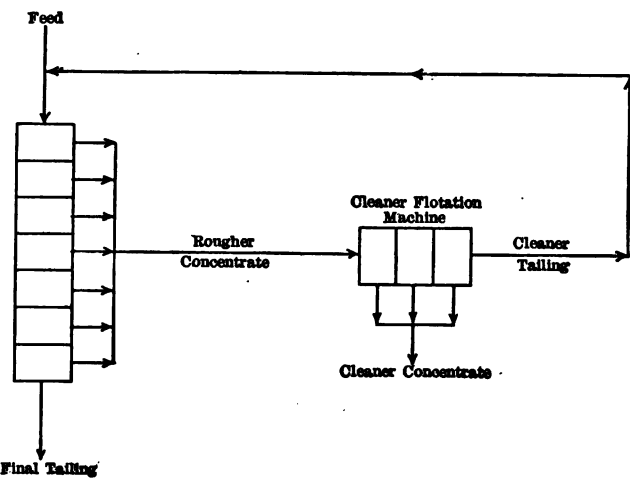 Feed
Cleaner Flotation
Machine
Rougher
Concentrate
Cleaner
Tailing
Cleaner Concentrate
Final Tailing